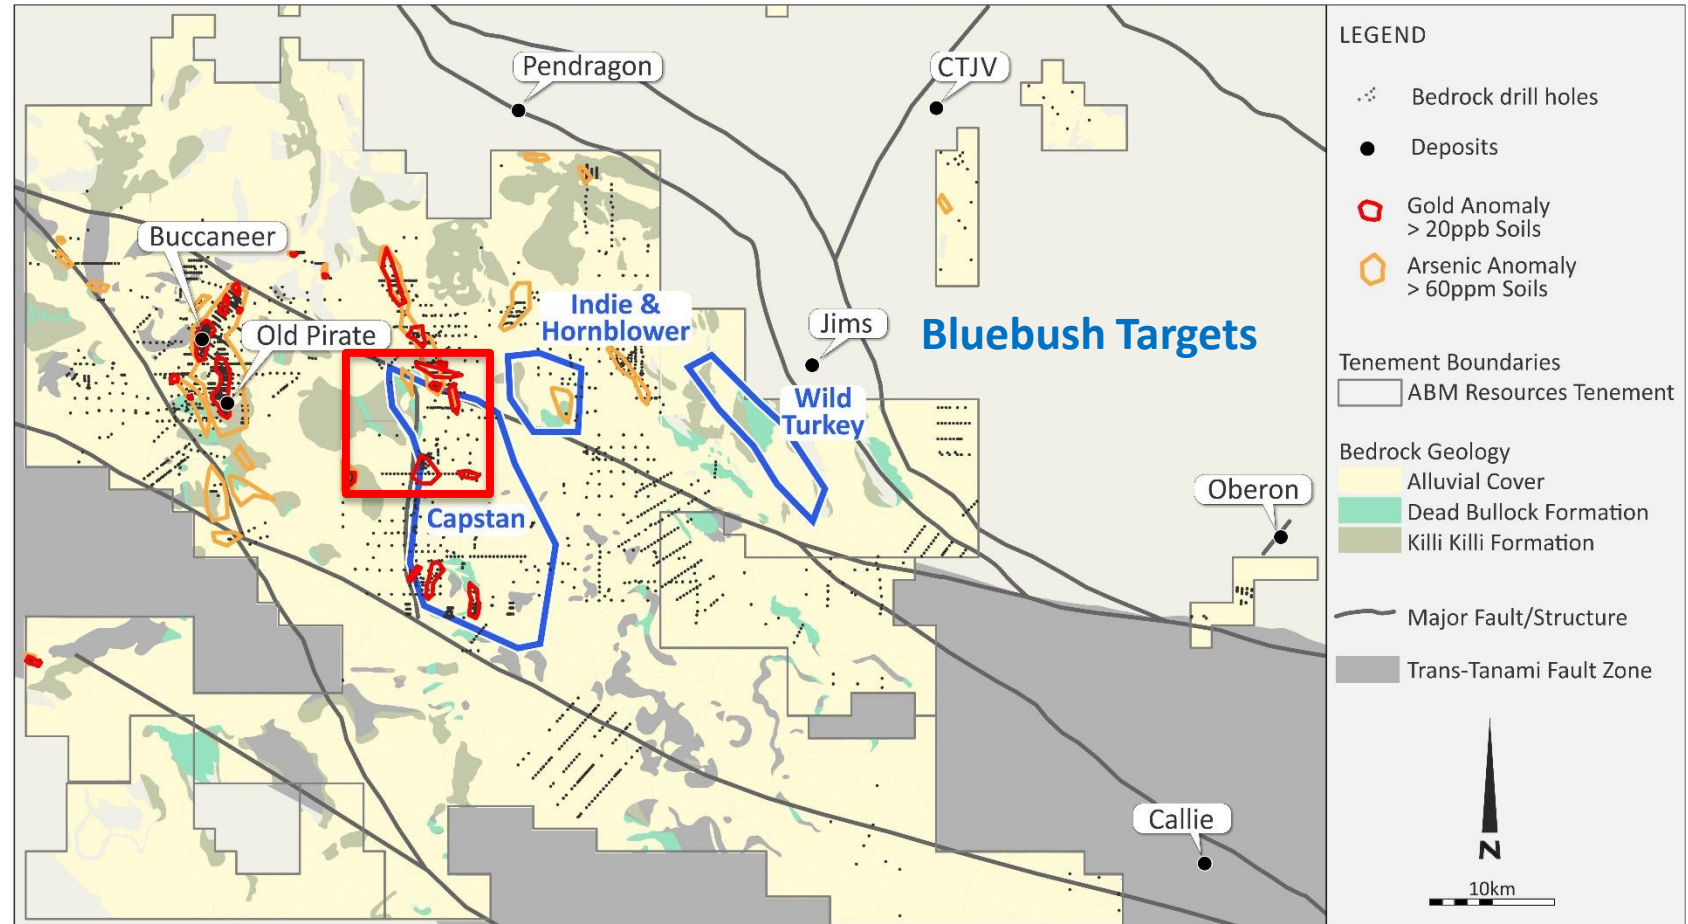 Pendragon
CTJV
Buccaneer
Old Pirate
Indie &
Hornblower
Jims
Bluebush Targets
Wild
Turkey
Capstan
Oberon
Callie
LEGEND
Bedrock drill holes
Deposits
Gold Anomaly
> 20ppb Soils
Arsenic Anomaly
> 60ppm Soils
Tenement Boundaries
ABM Resources Tenement
Bedrock Geology
Alluvial Cover
Dead Bullock Formation
Killi Killi Formation
Major Fault/Structure
Trans-Tanami Fault Zone
N
10km